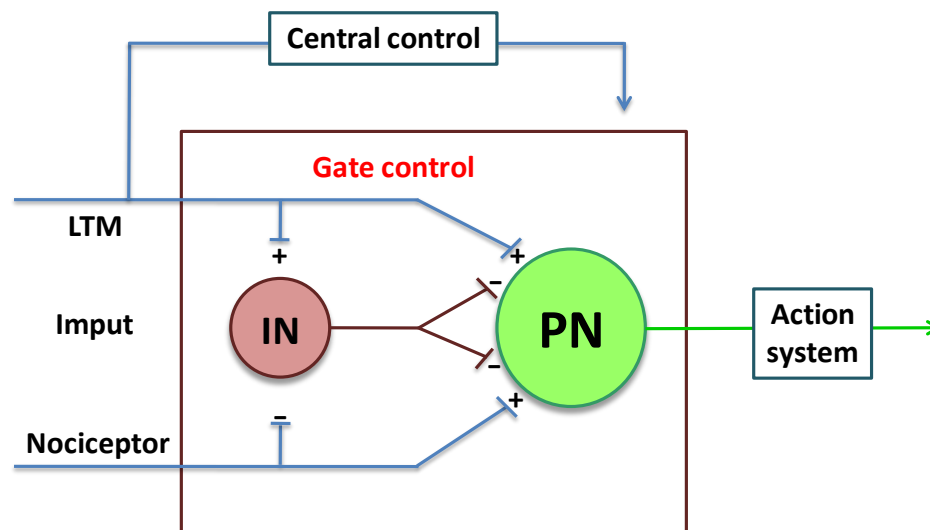 Central control
Gate control
LTM
+
+
−
Imput
IN
PN
Action
system
−
−
+
Nociceptor